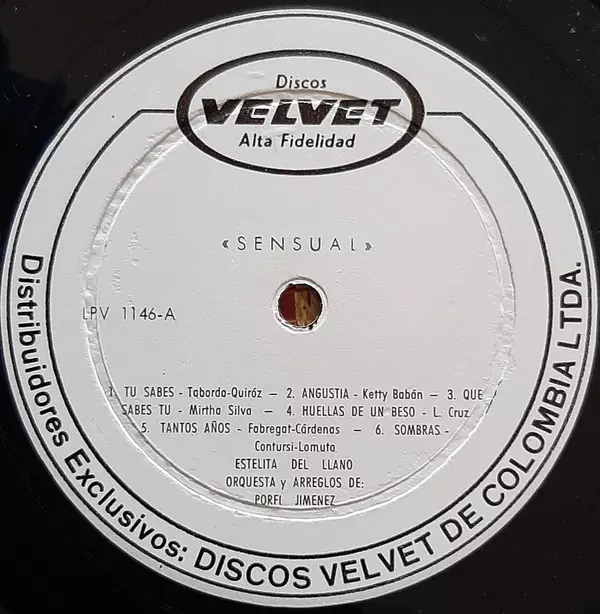 Discos
VELVET
Alta Fidelidad
«SENSUAL»
LPV 1146-A
1. TU SABES - Taborda-Quiróz — 2. ANGUSTIA - Ketty Babán — 3. QUE
SABES TU - Mirtha Silva — 4. HUELLAS DE UN BESO - L. Cruz
5. TANTOS AÑOS - Fabregat-Cárdenas — 6. SOMBRAS -
Contursi-Lomuto
ESTELITA DEL LLANO
ORQUESTA y ARREGLOS DE:
PORFI JIMENEZ
Distribuidores Exclusivos: DISCOS VELVET DE COLOMBIA LTDA.